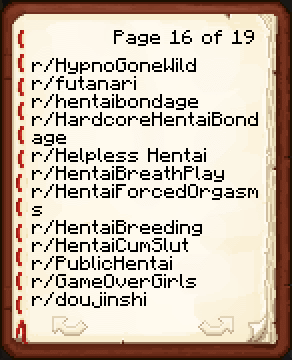 Page 16 of 19
r/HypnoGoneWild
r/futanari
r/hentaibondage
r/HardcoreHentaiBond
age
r/Helpless Hentai
r/HentaiBreathPlay
r/HentaiForcedOrgasm
s
r/HentaiBreeding
r/HentaiCumSlut
r/PublicHentai
r/GameOverGirls
r/doujinshi